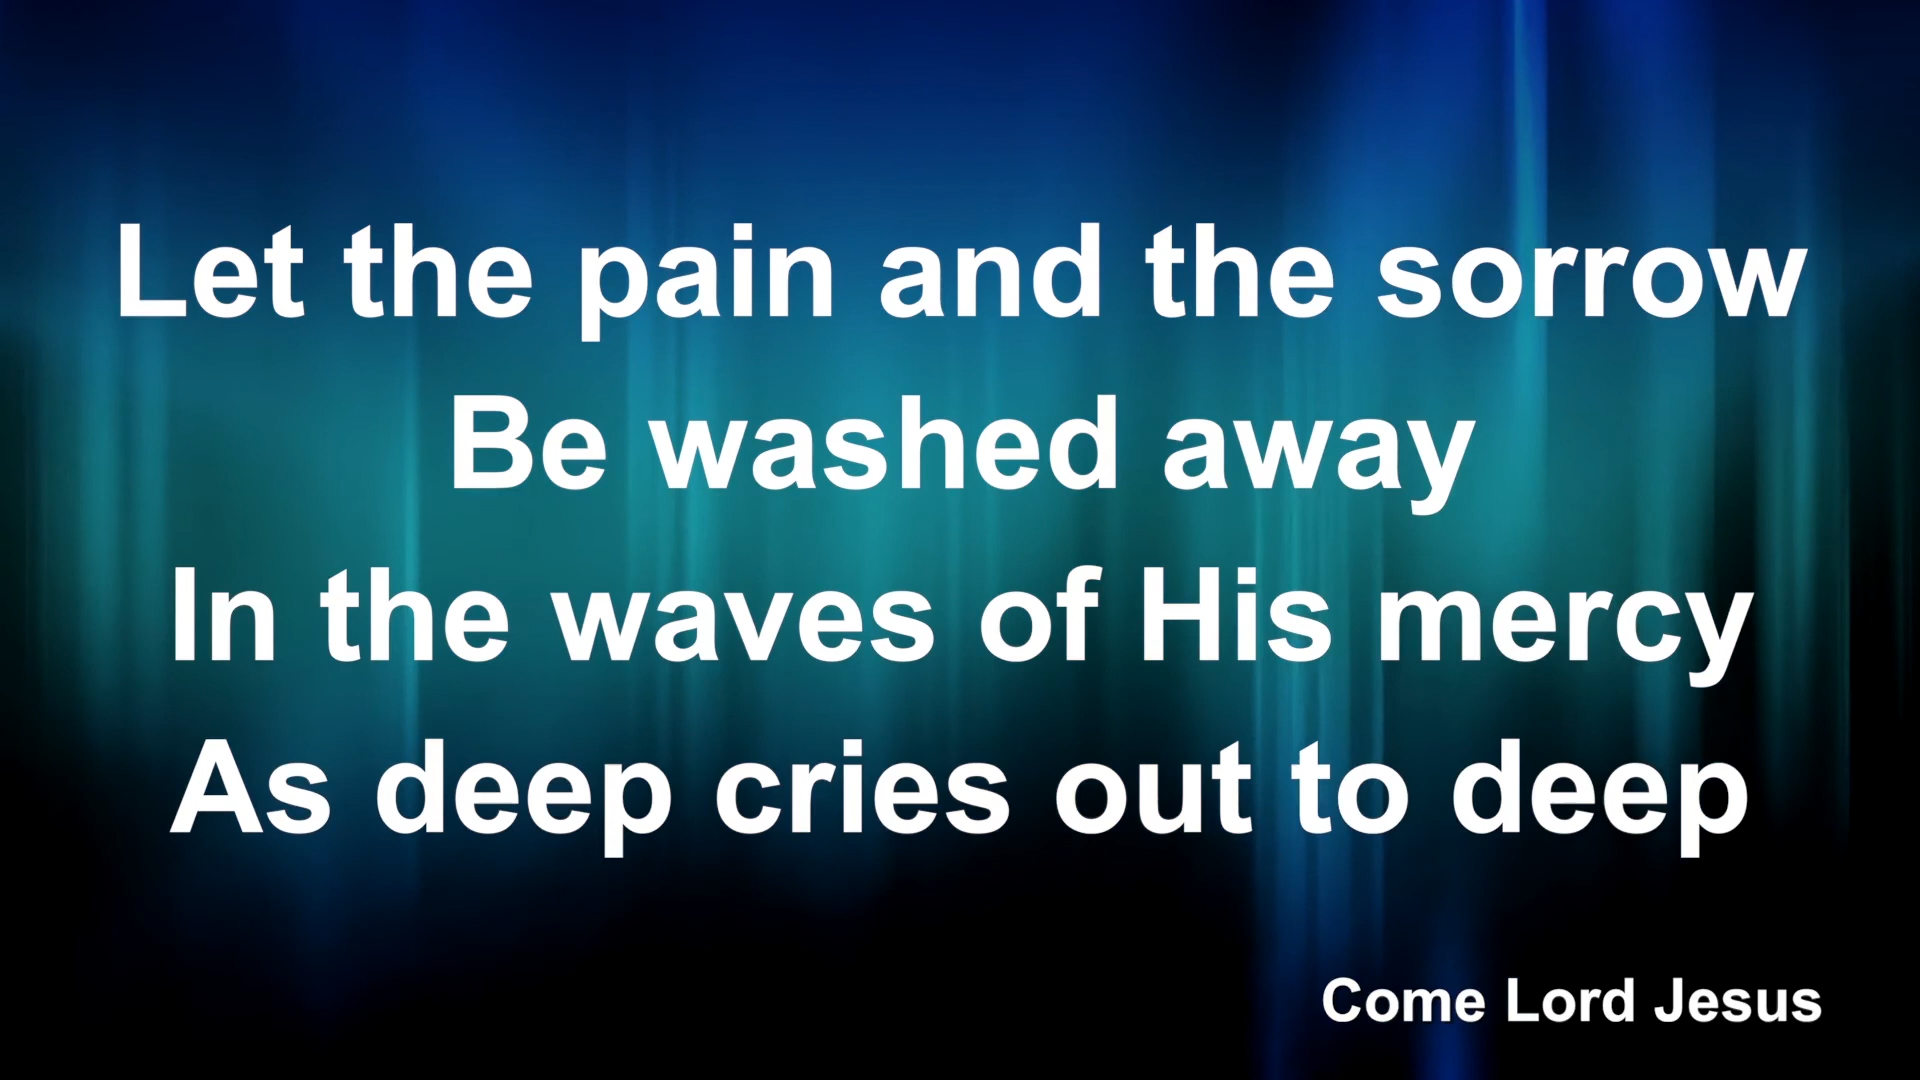 Let the pain and the sorrow
Be washed away
In the waves of His mercy
As deep cries out to deep
Come Lord Jesus